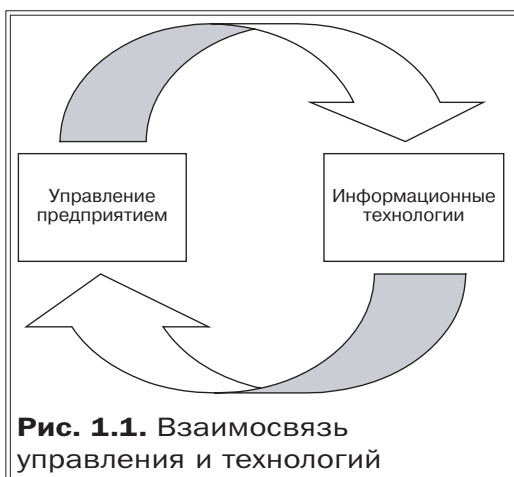 Управление
предприятием
Информационные
технологии
Рис. 1.1. Взаимосвязь
управления и технологий